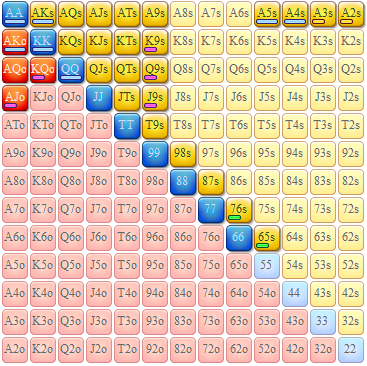 AA AKs AQs AJs ATs A9s A8s A7s A6s A5s A4s A3s A2s
AKo KK KQs KJs KTs K9s K8s K7s K6s K5s K4s K3s K2s
AQo KQo QQ QJs QTs Q9s Q8s Q7s Q6s Q5s Q4s Q3s Q2s
AJo KJo QJo JJ JTs J9s J8s J7s J6s J5s J4s J3s J2s
ATo KTo QTo JTo TT T9s T8s T7s T6s T5s T4s T3s T2s
A9o K9o Q9o J9o T9o 99 98s 97s 96s 95s 94s 93s 92s
A8o K8o Q8o J8o T8o 98o 88 87s 86s 85s 84s 83s 82s
A7o K7o Q7o J7o T7o 97o 87o 77 76s 75s 74s 73s 72s
A6o K6o Q6o J6o T6o 96o 86o 76o 66 65s 64s 63s 62s
A5o K5o Q5o J5o T5o 95o 85o 75o 65o 55 54s 53s 52s
A4o K4o Q4o J4o T4o 94o 84o 74o 64o 54o 44 43s 42s
A3o K3o Q3o J3o T3o 93o 83o 73o 63o 53o 43o 33 32s
A2o K2o Q2o J2o T2o 92o 82o 72o 62o 52o 42o 32o 22